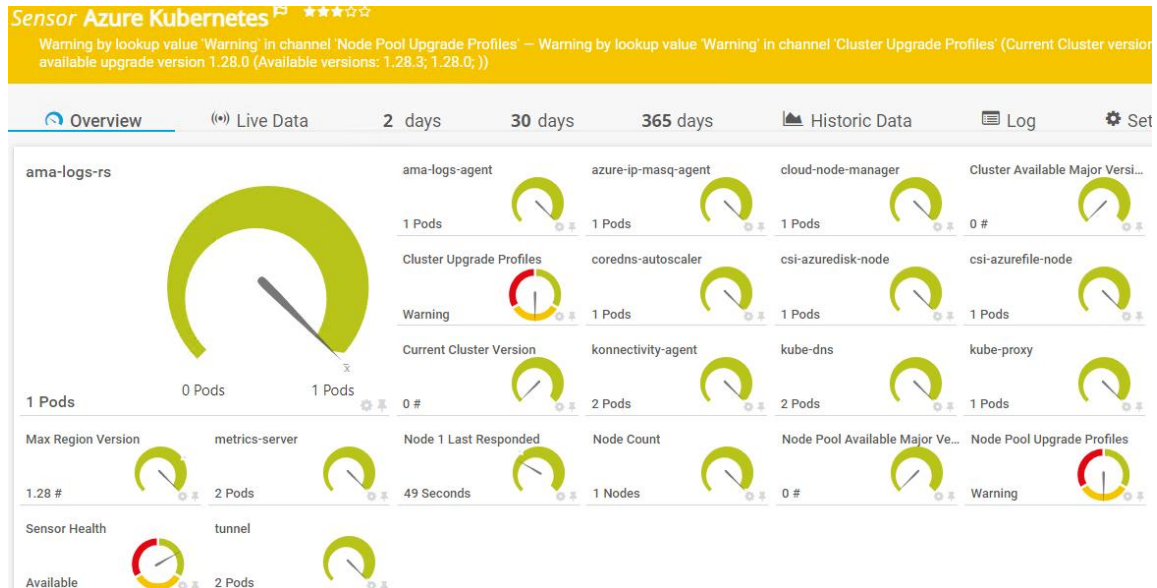 Sensor Azure Kubernetes
Warning by lookup value 'Warning' in channel 'Node Pool Upgrade Profiles' — Warning by lookup value 'Warning' in channel 'Cluster Upgrade Profiles' (Current Cluster version
available upgrade version 1.28.0 (Available versions: 1.28.3; 1.28.0; ))
Overview
Live Data
2 days
30 days
365 days
Historic Data
Log
Set
ama-logs-rs
0 Pods
1 Pods
x
1 Pods
ama-logs-agent
1 Pods
azure-ip-masq-agent
1 Pods
cloud-node-manager
1 Pods
Cluster Available Major Versi...
0 #
Cluster Upgrade Profiles
Warning
coredns-autoscaler
1 Pods
csi-azuredisk-node
1 Pods
csi-azurefile-node
1 Pods
Current Cluster Version
0 #
konnectivity-agent
2 Pods
kube-dns
2 Pods
kube-proxy
1 Pods
Max Region Version
1.28 #
metrics-server
2 Pods
Node 1 Last Responded
49 Seconds
Node Count
1 Nodes
Node Pool Available Major Ve...
0 #
Node Pool Upgrade Profiles
Warning
Sensor Health
Available
tunnel
2 Pods